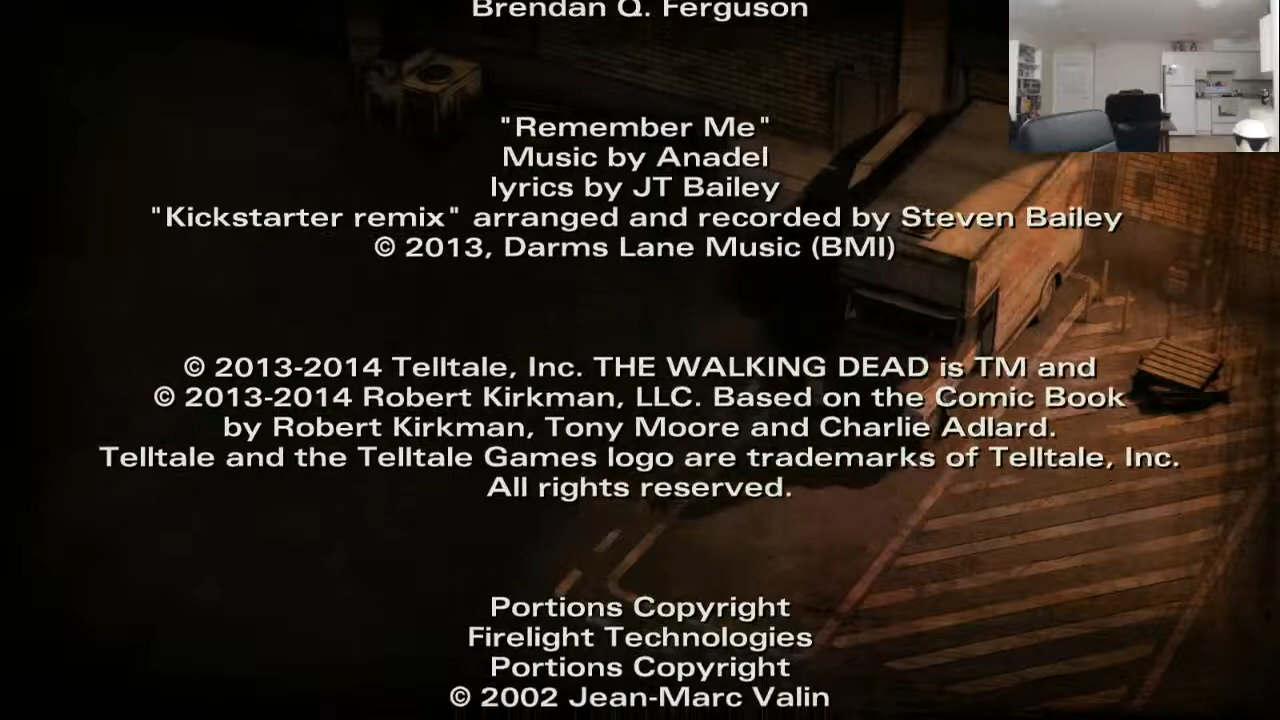 Brendan Q. Ferguson
"Remember Me"
Music by Anadel
lyrics by JT Bailey
"Kickstarter remix" arranged and recorded by Steven Bailey
© 2013, Darms Lane Music (BMI)
© 2013-2014 Telltale, Inc. THE WALKING DEAD is TM and
© 2013-2014 Robert Kirkman, LLC. Based on the Comic Book
by Robert Kirkman, Tony Moore and Charlie Adlard.
Telltale and the Telltale Games logo are trademarks of Telltale, Inc.
All rights reserved.
Portions Copyright
Firelight Technologies
Portions Copyright
© 2002 Jean-Marc Valin